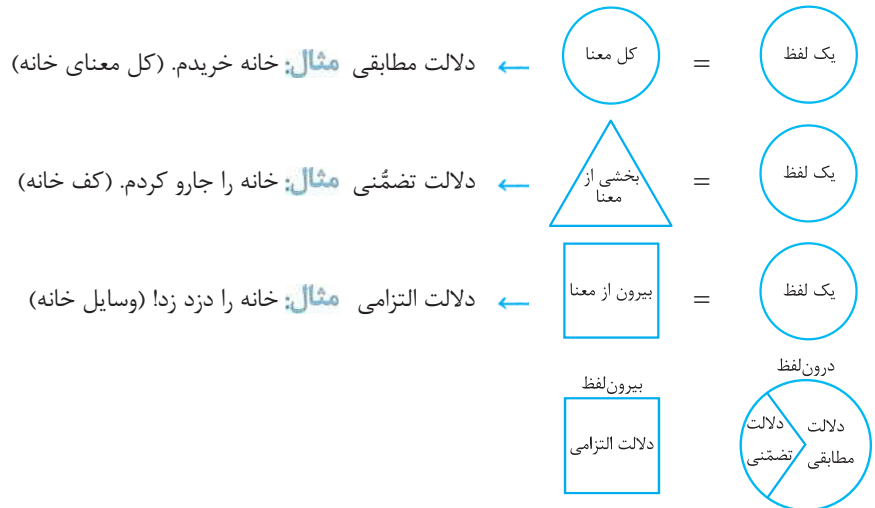 یک لفظ = کل معنا ← دلالت مطابقی مثال: خانه خریدم. (کل معنای خانه)
یک لفظ = بخشی از
معنا ← دلالت تضمُّنی مثال: خانه را جارو کردم. (کف خانه)
یک لفظ = بیرون از معنا ← دلالت التزامی مثال: خانه را دزد زد! (وسایل خانه)
درون‌لفظ
بیرون‌لفظ
دلالت
مطابقی
دلالت
تضمّنی
دلالت التزامی